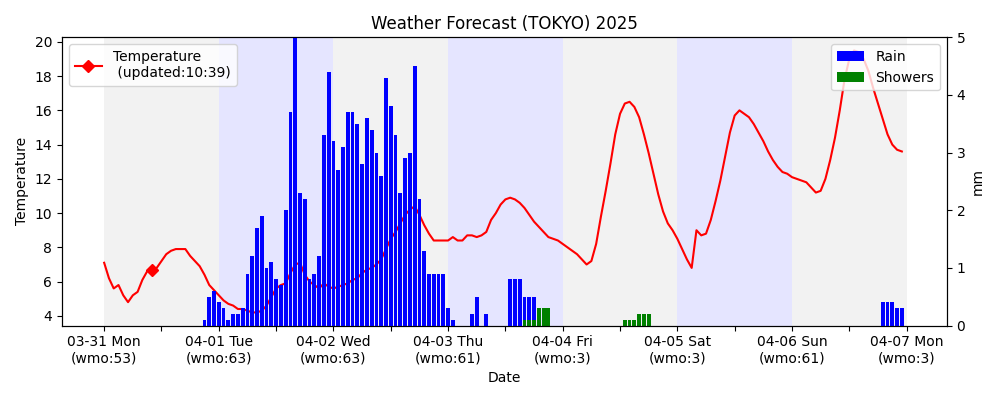 Weather Forecast (TOKYO) 2025
Temperature
(updated:10:39)
Rain
Showers
Temperature
20
18
16
14
12
10
8
6
4
5
4
3
2
1
0
mm
03-31 Mon
(wmo:53)
04-01 Tue
(wmo:63)
04-02 Wed
(wmo:63)
04-03 Thu
(wmo:61)
04-04 Fri
(wmo:3)
04-05 Sat
(wmo:3)
04-06 Sun
(wmo:61)
04-07 Mon
(wmo:3)
Date